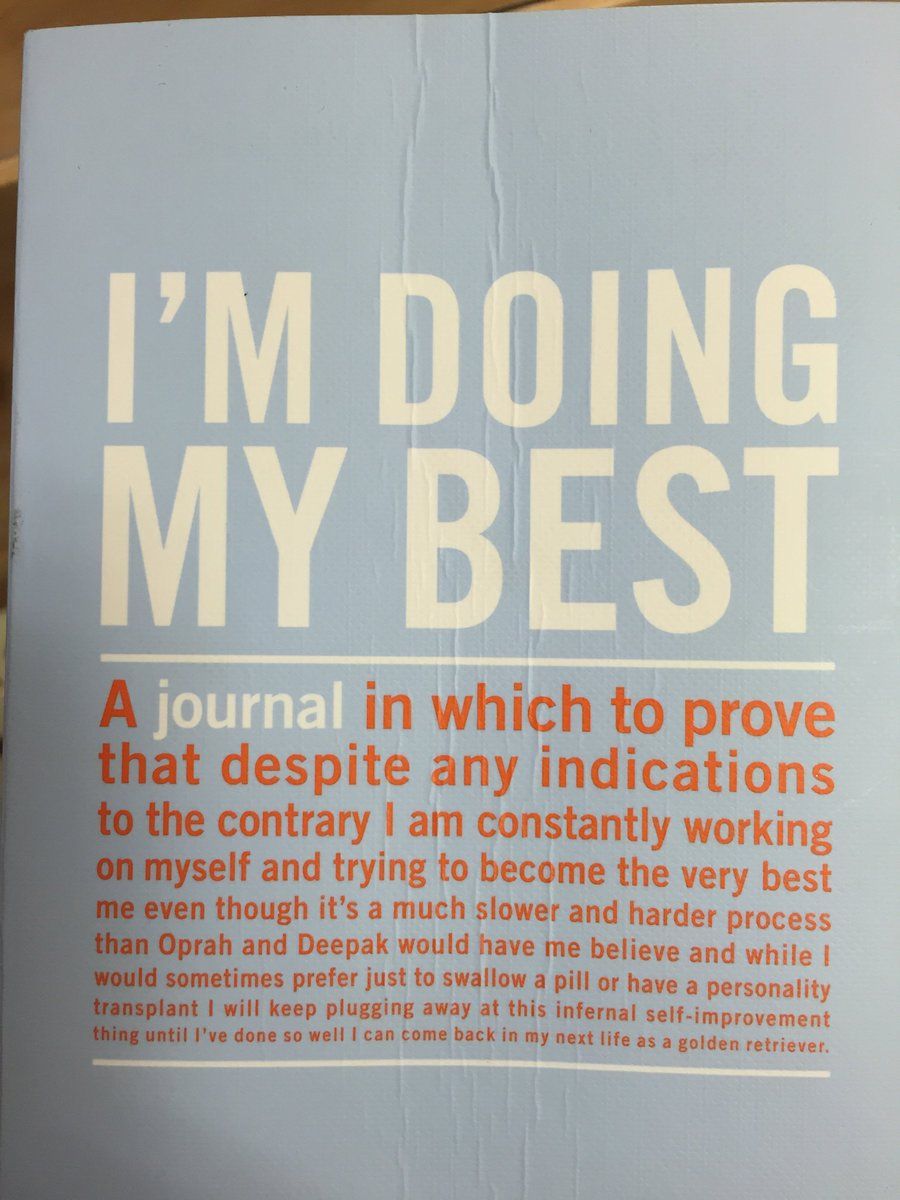 I'M DOING
MY BEST
A journal in which to prove
that despite any indications
to the contrary I am constantly working
on myself and trying to become the very best
me even though it's a much slower and harder process
than Oprah and Deepak would have me believe and while I
would sometimes prefer just to swallow a pill or have a personality
transplant I will keep plugging away at this infernal self-improvement
thing until I've done so well I can come back in my next life as a golden retriever.